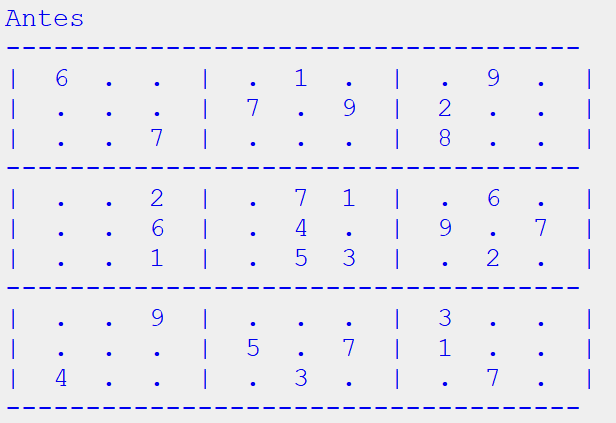 Antes
------------------------------------
|  6  .  .  |  .  1  .  |  .  9  .  |
|  .  .  .  |  7  .  9  |  2  .  .  |
|  .  .  7  |  .  .  .  |  8  .  .  |
------------------------------------
|  .  .  2  |  .  7  1  |  .  6  .  |
|  .  .  6  |  .  4  .  |  9  .  7  |
|  .  .  1  |  .  5  3  |  .  2  .  |
------------------------------------
|  .  .  9  |  .  .  .  |  3  .  .  |
|  .  .  .  |  5  .  7  |  1  .  .  |
|  4  .  .  |  .  3  .  |  .  7  .  |
------------------------------------